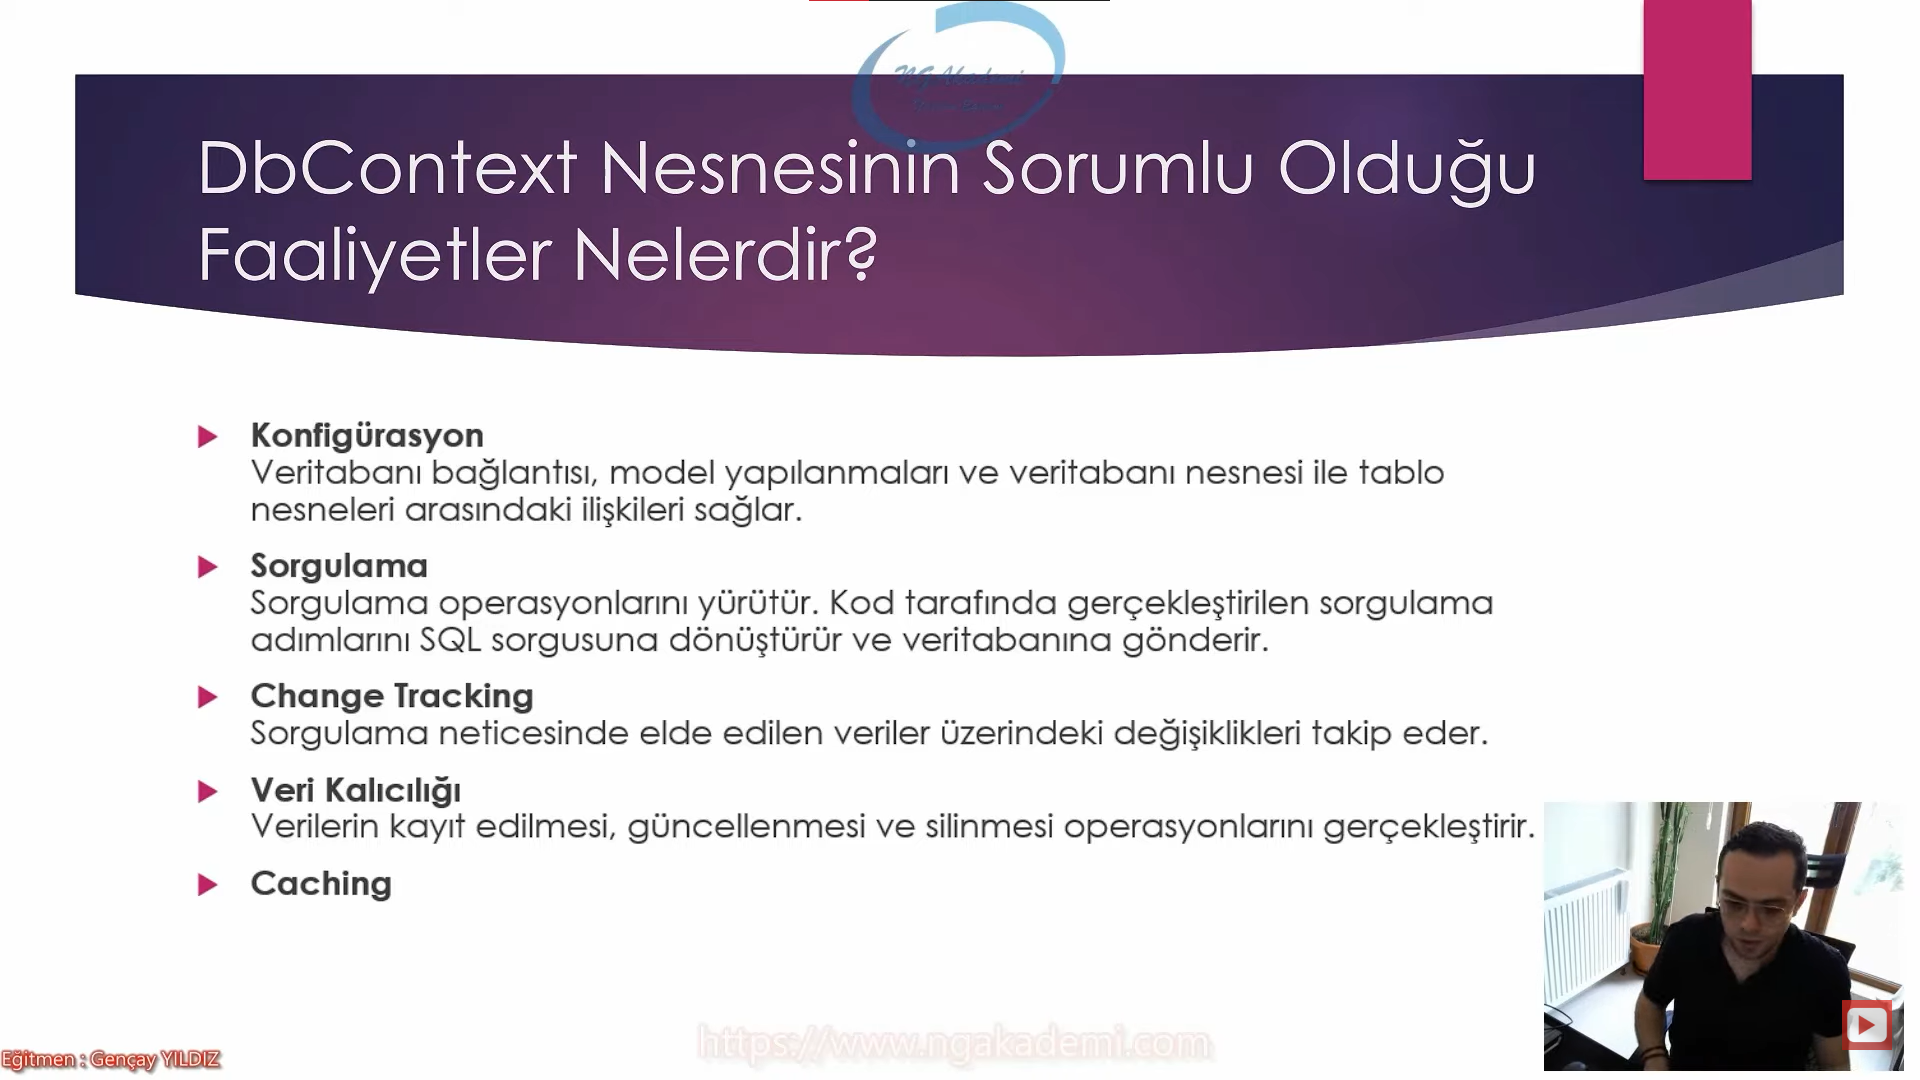 NGAkademi
DbContext Nesnesinin Sorumlu Olduğu
Faaliyetler Nelerdir?
Konfigürasyon
Veritabanı bağlantısı, model yapılanmaları ve veritabanı nesnesi ile tablo
nesneleri arasındaki ilişkileri sağlar.
Sorgulama
Sorgulama operasyonlarını yürütür. Kod tarafında gerçekleştirilen sorgulama
adımlarını SQL sorgusuna dönüştürür ve veritabanına gönderir.
Change Tracking
Sorgulama neticesinde elde edilen veriler üzerindeki değişiklikleri takip eder.
Veri Kalıcılığı
Verilerin kayıt edilmesi, güncellenmesi ve silinmesi operasyonlarını gerçekleştirir.
Caching
https://www.ngakademi.com
Eğitmen : Gençay YILDIZ